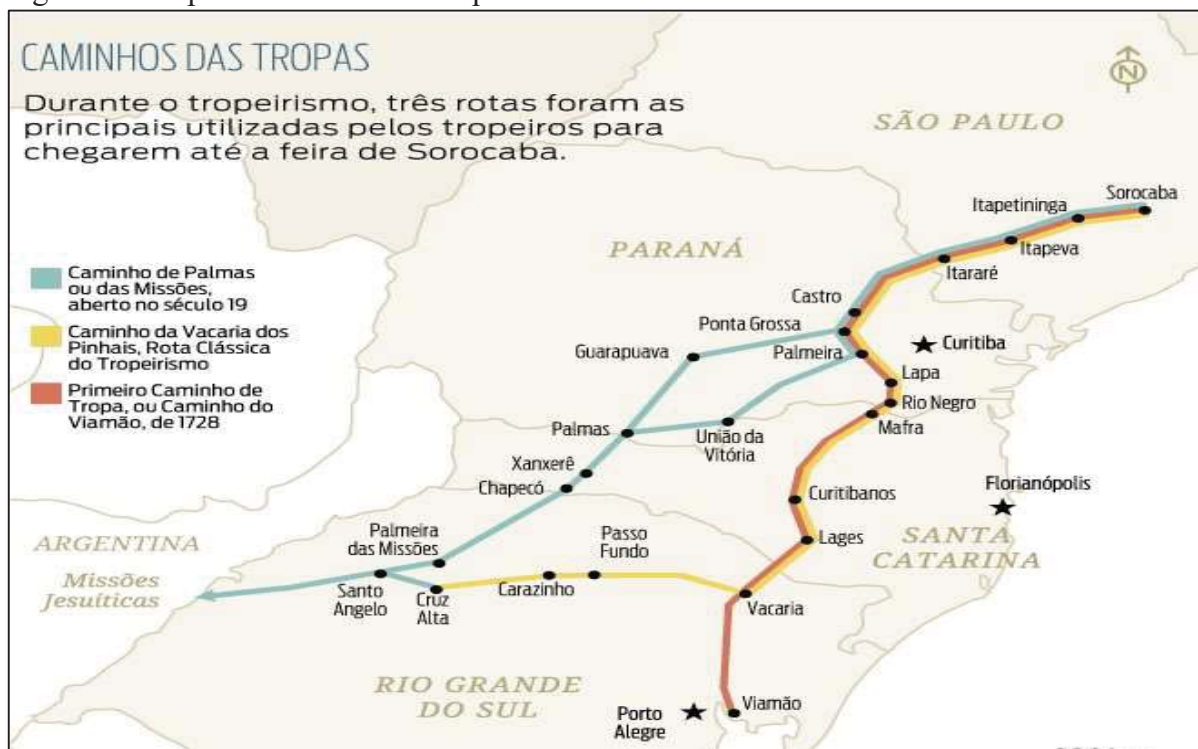 CAMINHOS DAS TROPAS
Durante o tropeirismo, três rotas foram as
principais utilizadas pelos tropeiros para
chegarem até a feira de Sorocaba.
N
SÃO PAULO
Sorocaba
Itapetininga
Itapeva
Itararé
PARANÁ
Caminho de Palmas
ou das Missões,
aberto no século 19
Caminho da Vacaria dos
Pinhais, Rota Clássica
do Tropeirismo
Primeiro Caminho de
Tropa, ou Caminho do
Viamão, de 1728
Castro
Ponta Grossa
Guarapuava
Palmeira
Curitiba
Lapa
Rio Negro
Mafra
Palmas
União da
Vitória
Xanxerê
Chapecó
Curitibanos
Florianópolis
Lages
SANTA
CATARINA
ARGENTINA
Missões
Jesuíticas
Palmeira
das Missões
Passo
Fundo
Santo
Angelo
Cruz
Alta
Carazinho
Vacaria
RIO GRANDE
DO SUL
Porto
Alegre
Viamão